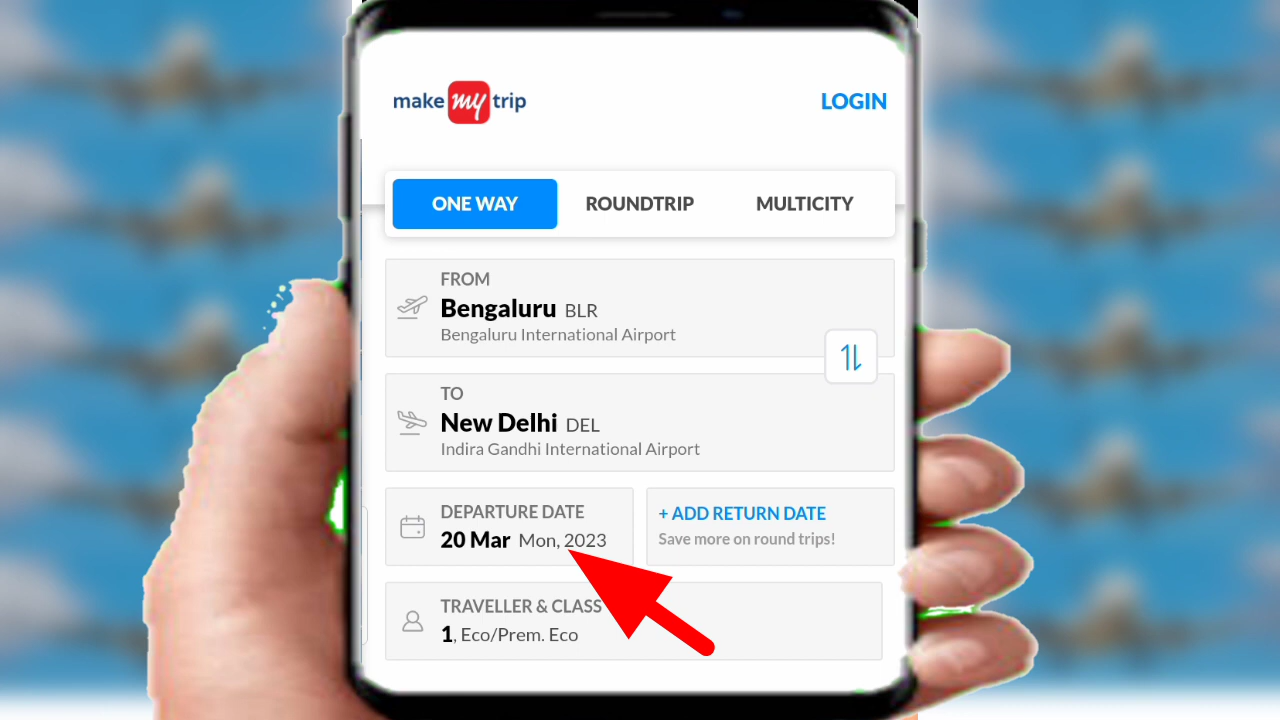 make my trip
LOGIN
ONE WAY ROUNDTRIP MULTICITY
FROM
Bengaluru BLR
Bengaluru International Airport
TO
New Delhi DEL
Indira Gandhi International Airport
DEPARTURE DATE
20 Mar Mon, 2023
+ ADD RETURN DATE
Save more on round trips!
TRAVELLER & CLASS
1, Eco/Prem. Eco